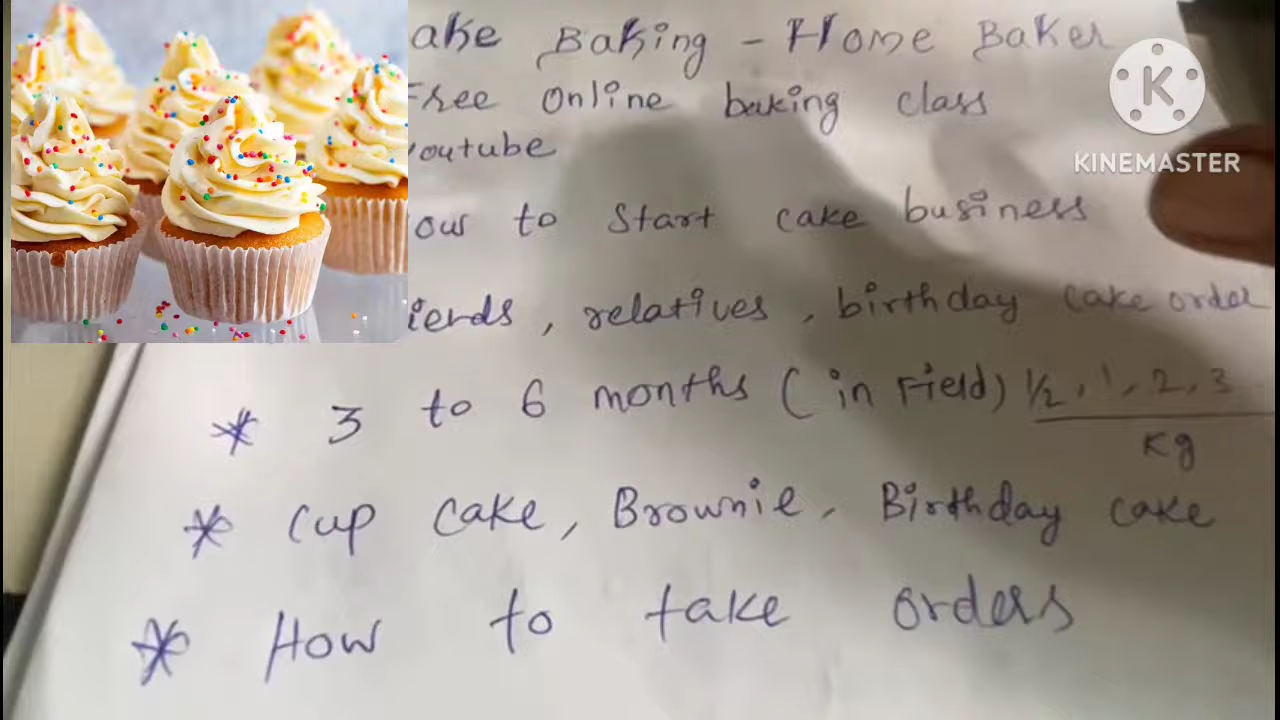 ake Baking - Home Baker
Free Online baking class
Youtube
ow to Start cake business
iends, relatives, birthday cake order
* 3 to 6 months (in Field) 1/2, 1, 2, 3
Kg
* Cup cake, Brownie, Birthday cake
* How to take orders
K
KINEMASTER